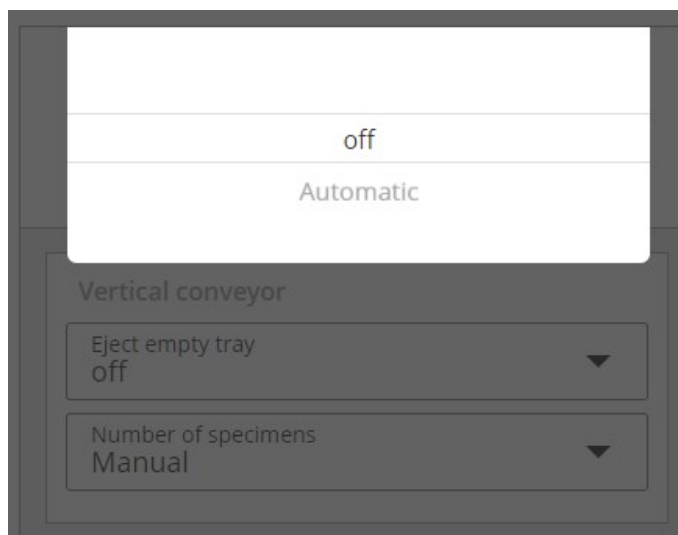 off
Automatic
Vertical conveyor
Eject empty tray
off
Number of specimens
Manual